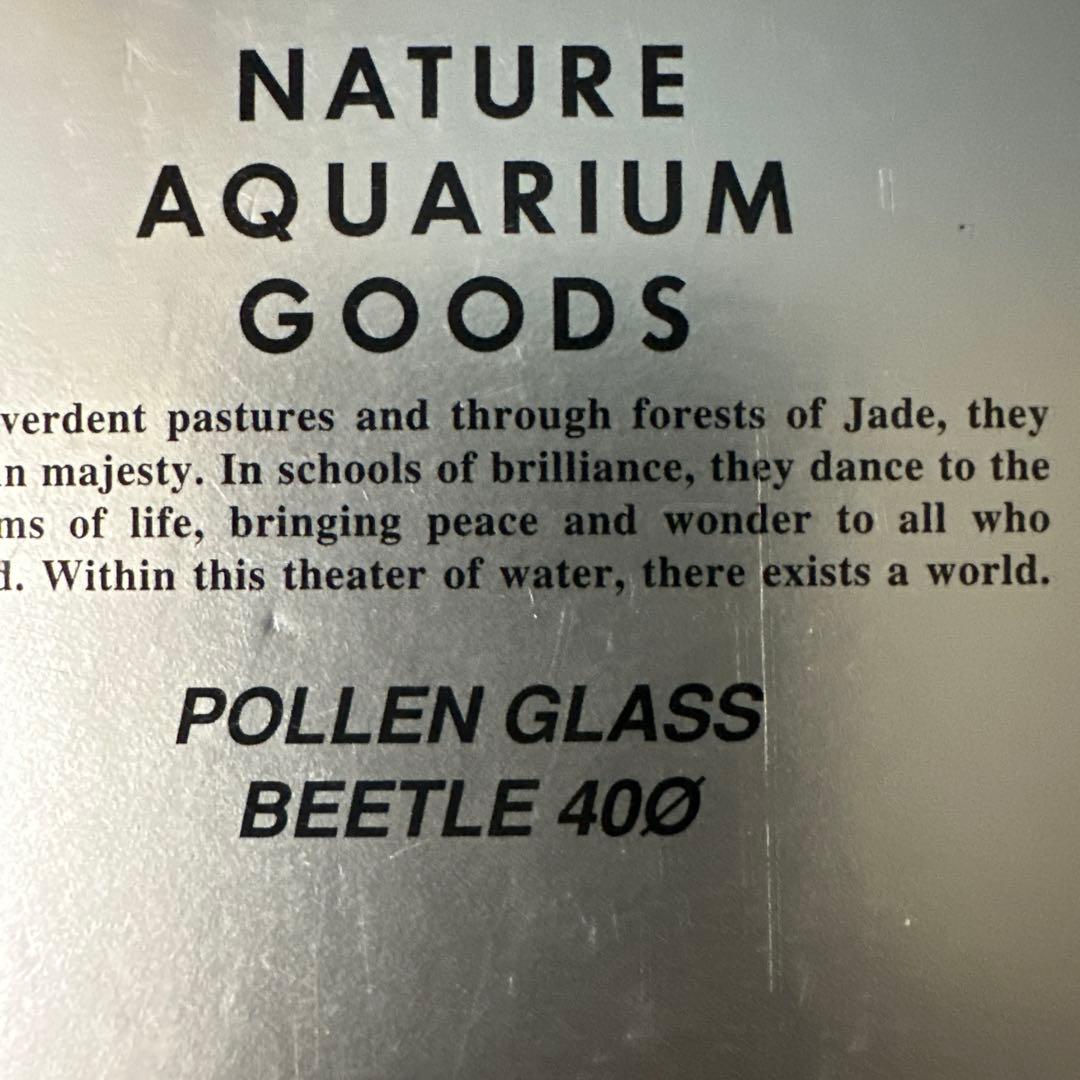 NATURE
AQUARIUM
GOODS
verdent pastures and through forests of Jade, they
majesty. In schools of brilliance, they dance to the
of life, bringing peace and wonder to all who
Within this theater of water, there exists a world.
POLLEN GLASS
BEETLE 40Ø